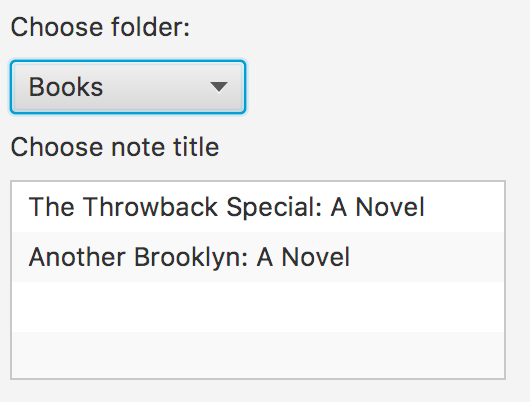 Choose folder:
Books
Choose note title
The Throwback Special: A Novel
Another Brooklyn: A Novel